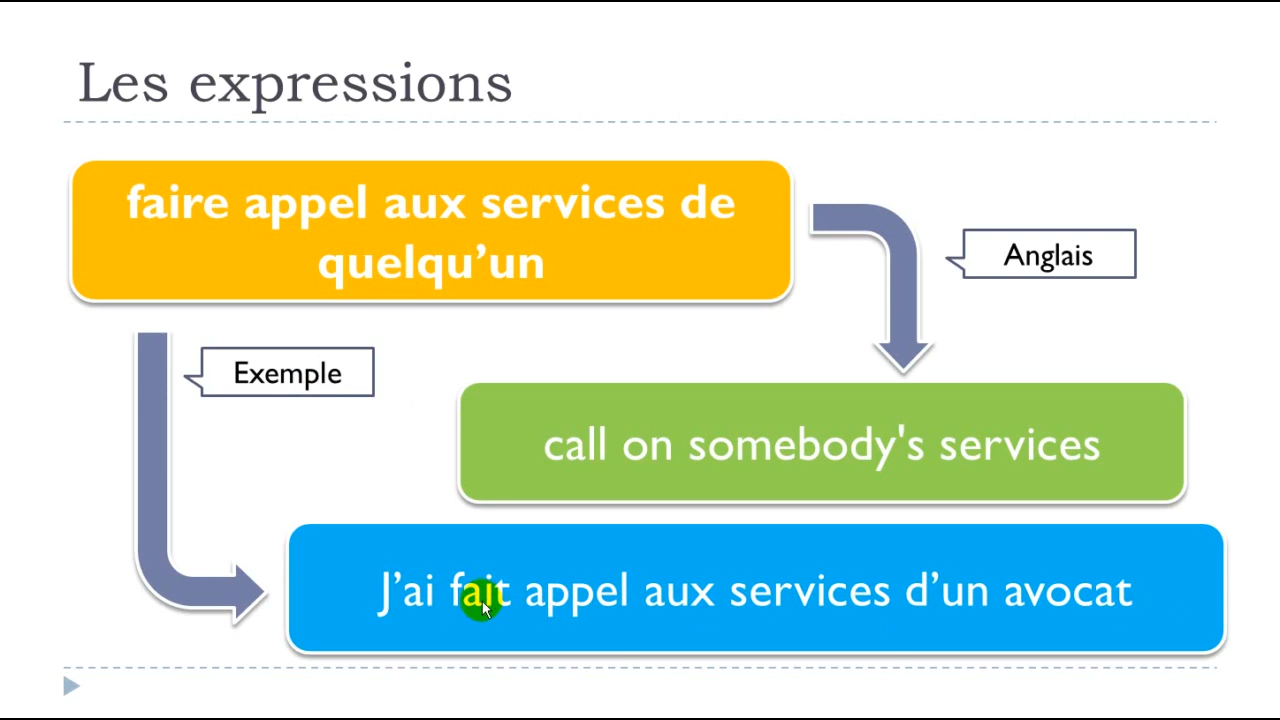 Les expressions
faire appel aux services de
quelqu’un
Anglais
Exemple
call on somebody's services
J’ai fait appel aux services d’un avocat